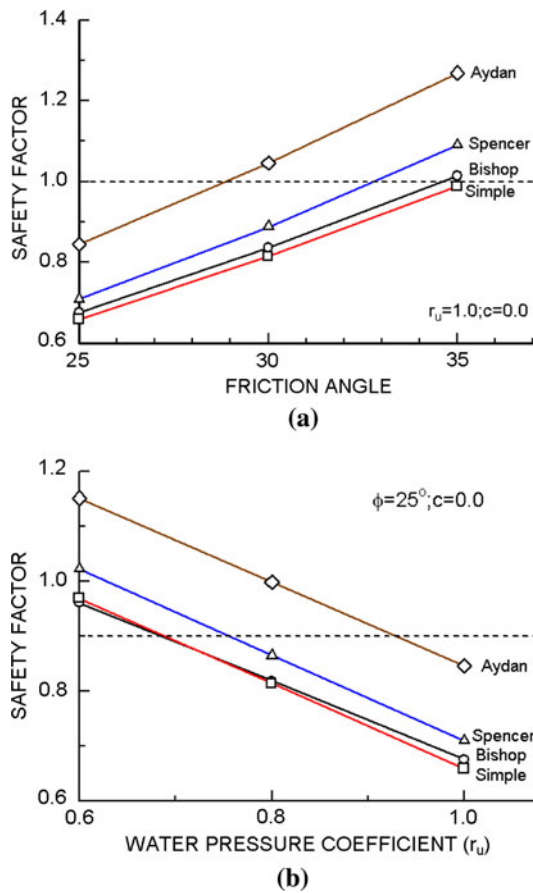 1.4
1.2
1.0
0.8
0.6
SAFETY FACTOR
Aydan
Spencer
Bishop
Simple
r_u=1.0;c=0.0
25
30
35
FRICTION ANGLE
(a)
1.2
1.0
0.8
0.6
SAFETY FACTOR
ϕ=25°;c=0.0
Aydan
Spencer
Bishop
Simple
0.6
0.8
1.0
WATER PRESSURE COEFFICIENT (r_u)
(b)